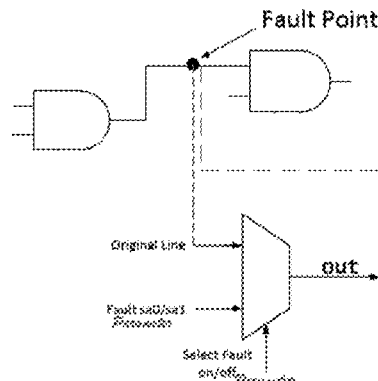 Fault Point
Original Line
out
Fault sa0/sa1
Select Fault
on/off